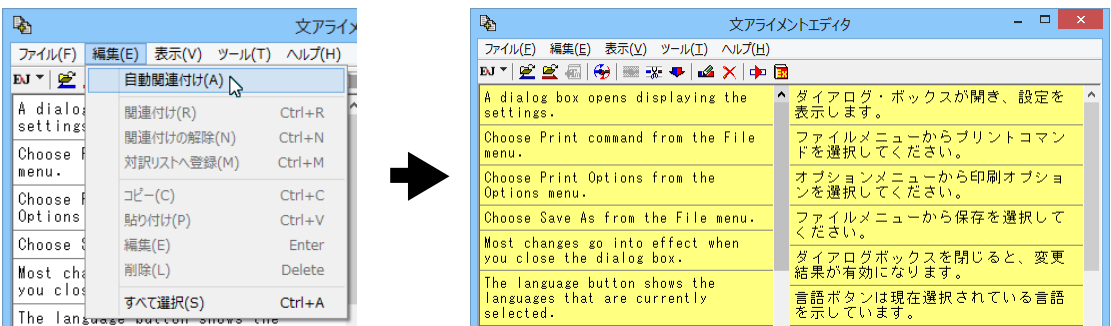 文アライメ
ファイル(F) 編集(E) 表示(V) ツール(T) ヘルプ(H)
EJ
自動関連付け(A)
関連付け(R) Ctrl+R
関連付けの解除(N) Ctrl+N
対訳リストへ登録(M) Ctrl+M
コピー(C) Ctrl+C
貼り付け(P) Ctrl+V
編集(E) Enter
削除(L) Delete
すべて選択(S) Ctrl+A
A dialog
settings
Choose
menu.
Choose
Options
Choose
Most cha
you clos
The language button shows the
文アライメントエディタ
ファイル(F) 編集(E) 表示(V) ツール(T) ヘルプ(H)
EJ
A dialog box opens displaying the
settings.
Choose Print command from the File
menu.
Choose Print Options from the
Options menu.
Choose Save As from the File menu.
Most changes go into effect when
you close the dialog box.
The language button shows the
languages that are currently
selected.
ダイアログ・ボックスが開き、設定を
表示します。
ファイルメニューからプリントコマン
ドを選択してください。
オプションメニューから印刷オプショ
ンを選択してください。
ファイルメニューから保存を選択して
ください。
ダイアログボックスを閉じると、変更
結果が有効になります。
言語ボタンは現在選択されている言語
を示しています。